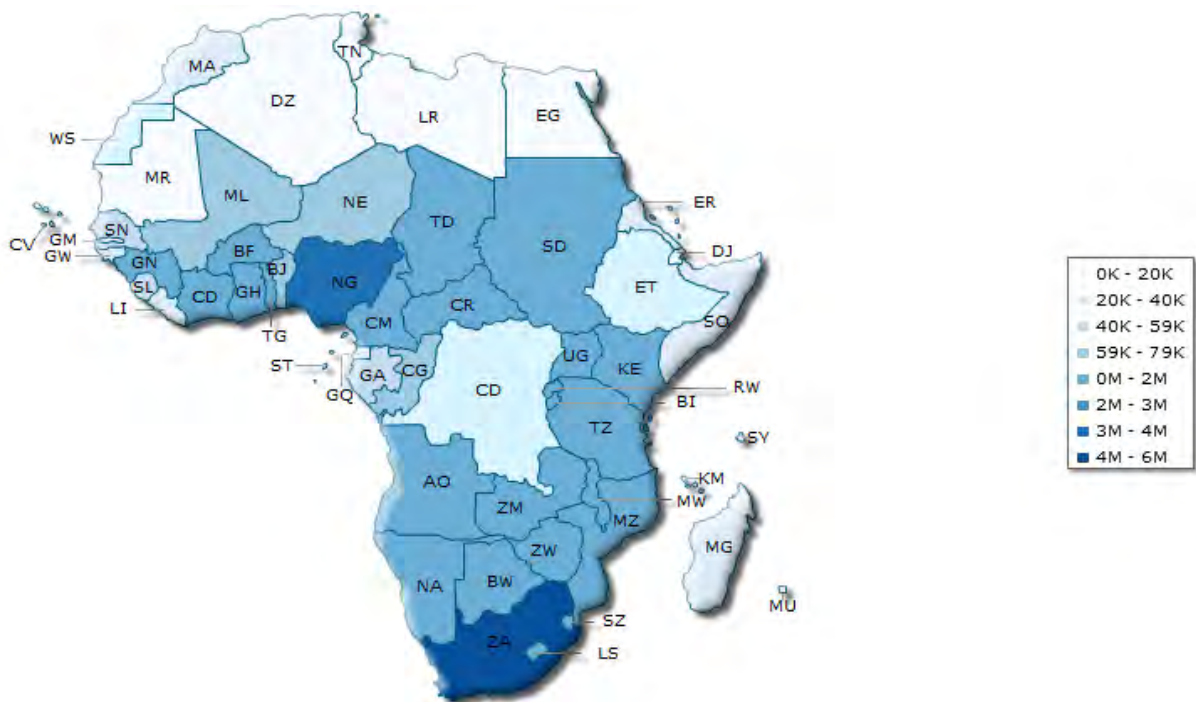 TN
MA
DZ
LR
EG
WS
MR
ML
NE
TD
SD
ER
CV
SN
GM
GW
GN
BF
BJ
NG
DJ
SL
CD
GH
CR
ET
LI
TG
CM
SO
ST
GA
CG
UG
KE
GQ
CD
RW
BI
TZ
SY
AO
KM
ZM
MW
MZ
ZW
MG
NA
BW
MU
SZ
ZA
LS
0K - 20K
20K - 40K
40K - 59K
59K - 79K
0M - 2M
2M - 3M
3M - 4M
4M - 6M